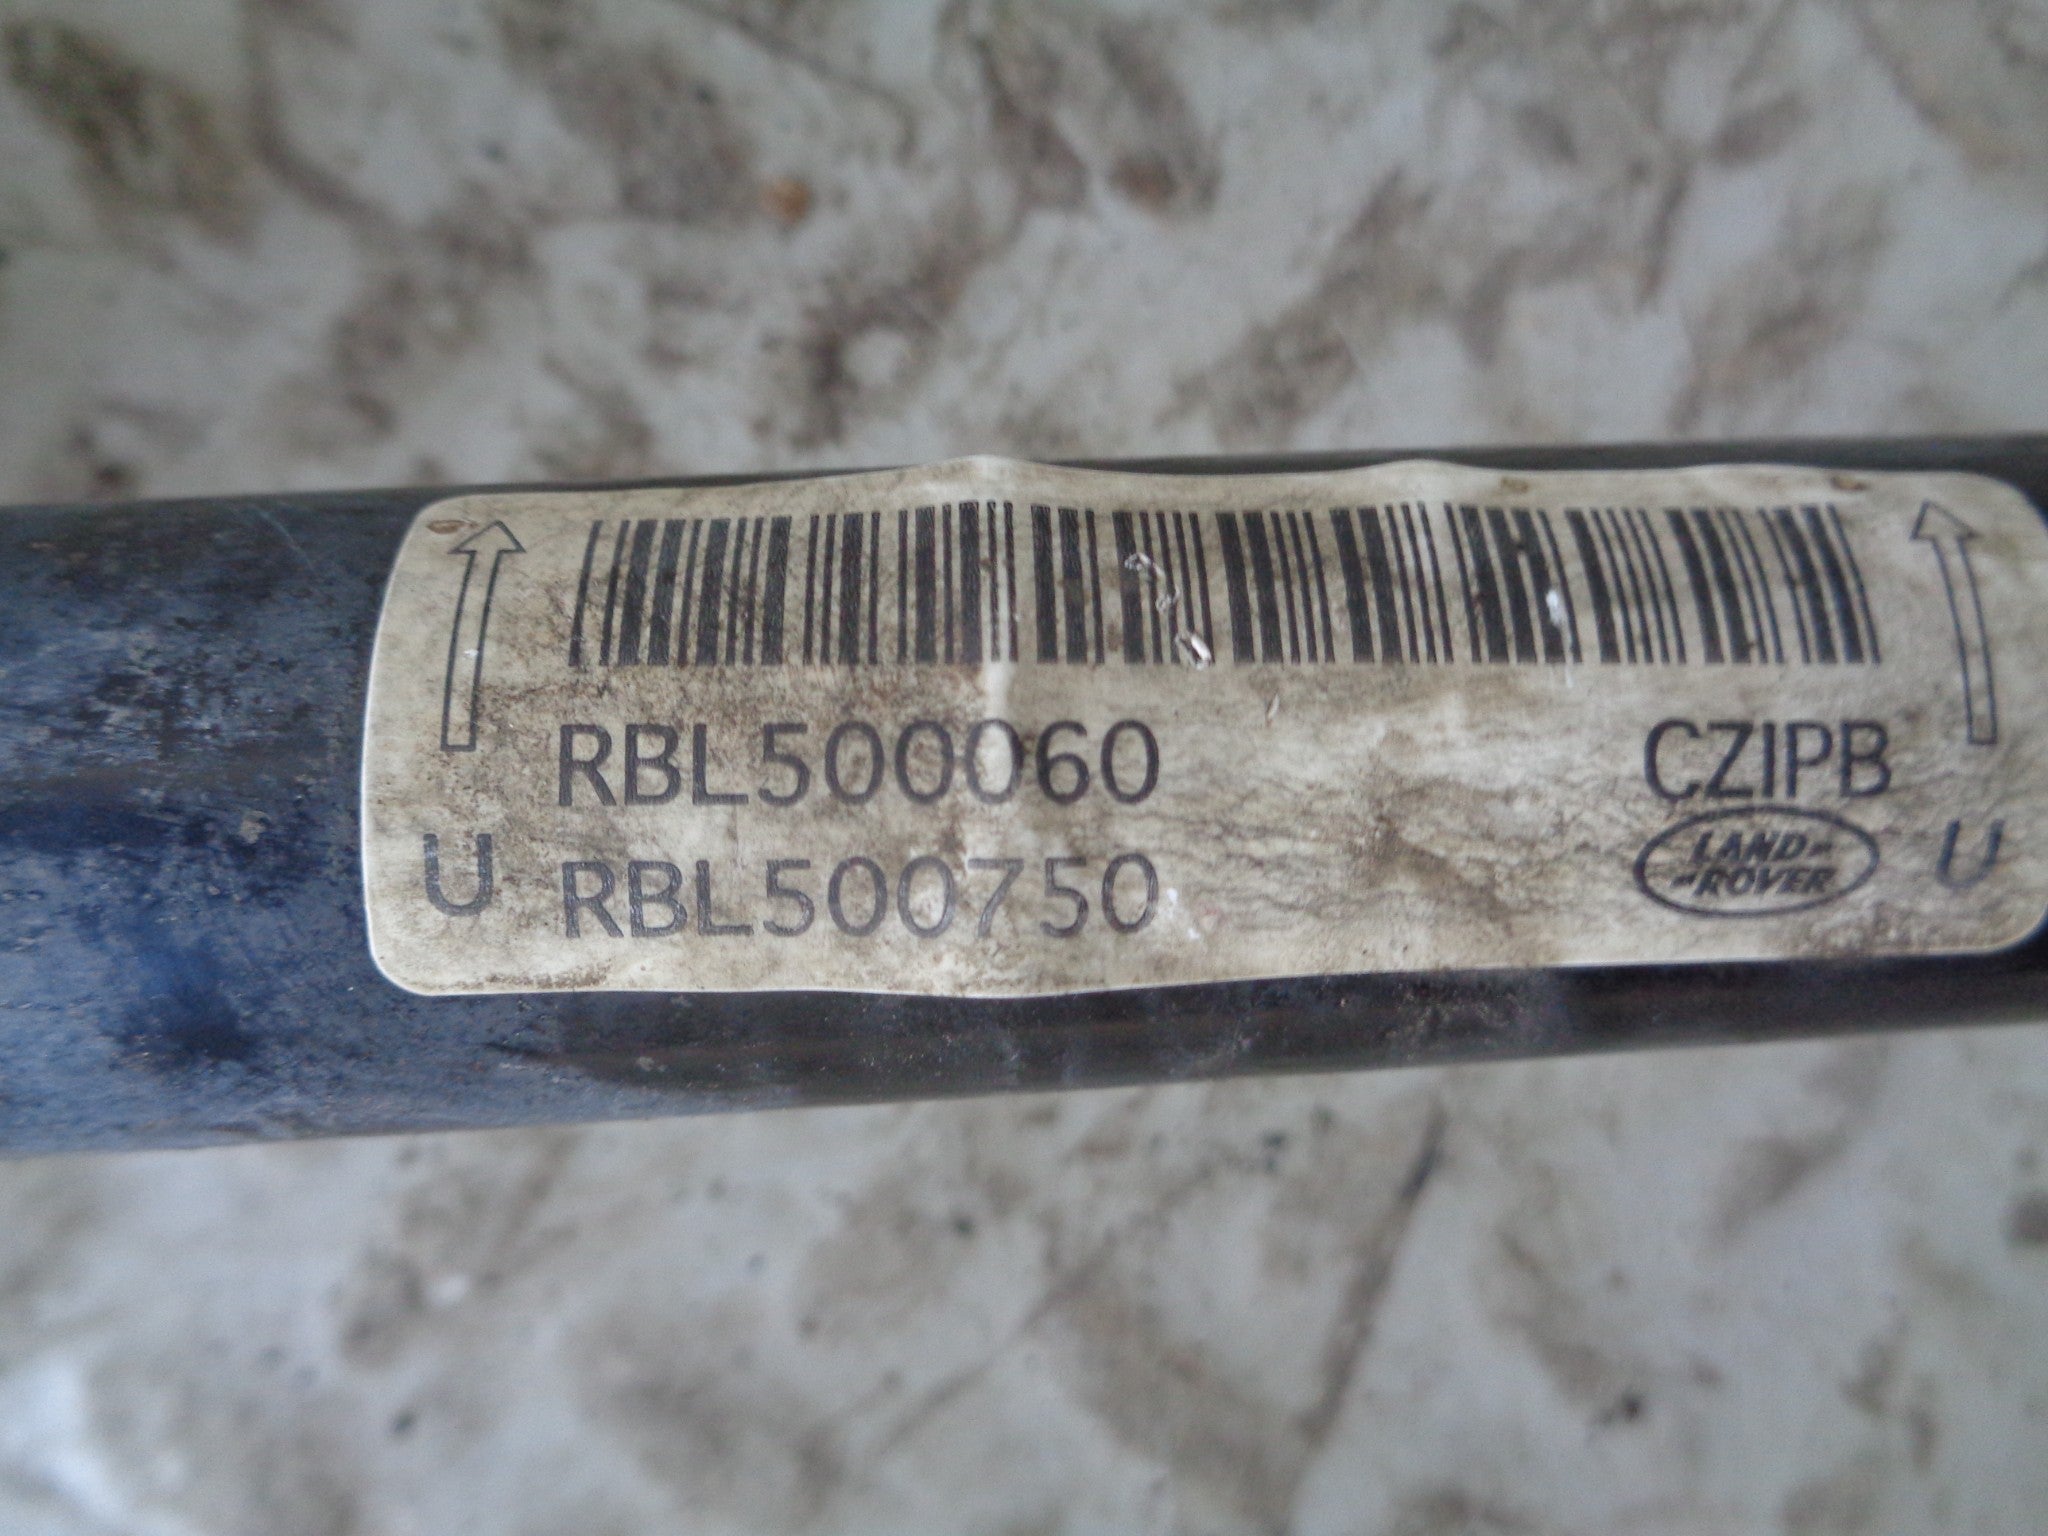 RBL500060 CZIPB
U RBL500750 LAND ROVER U